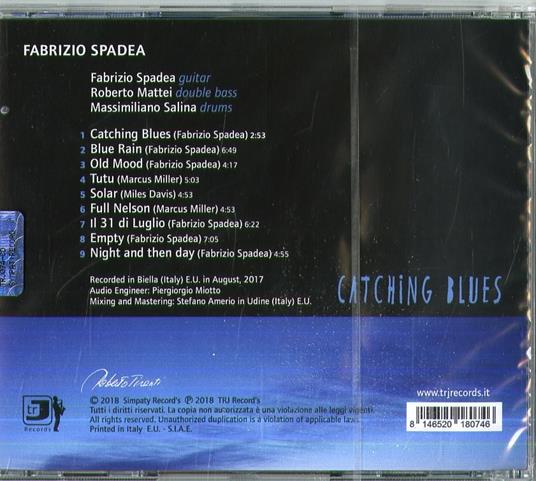 FABRIZIO SPADEA
Fabrizio Spadea guitar
Roberto Mattei double bass
Massimiliano Salina drums
1 Catching Blues (Fabrizio Spadea) 2:53
2 Blue Rain (Fabrizio Spadea) 6:49
3 Old Mood (Fabrizio Spadea) 4:17
4 Tutu (Marcus Miller) 5:03
5 Solar (Miles Davis) 4:53
6 Full Nelson (Marcus Miller) 4:53
7 Il 31 di Luglio (Fabrizio Spadea) 6:22
8 Empty (Fabrizio Spadea) 7:05
9 Night and then day (Fabrizio Spadea) 4:55
Recorded in Biella (Italy) E.U. in August, 2017
Audio Engineer: Piergiorgio Miotto
Mixing and Mastering: Stefano Amerio in Udine (Italy) E.U.
CATCHiNG BLUES
trj
Records
© 2018 Simpaty Record's ℗ 2018 TRJ Record's
Tutti i diritti riservati. La copia non autorizzata è una violazione alle leggi vigenti.
All rights reserved. Unauthorized duplication is a violation of applicable laws.
Printed in Italy E.U. - S.I.A.E.
www.trjrecords.it
8 146520 180746